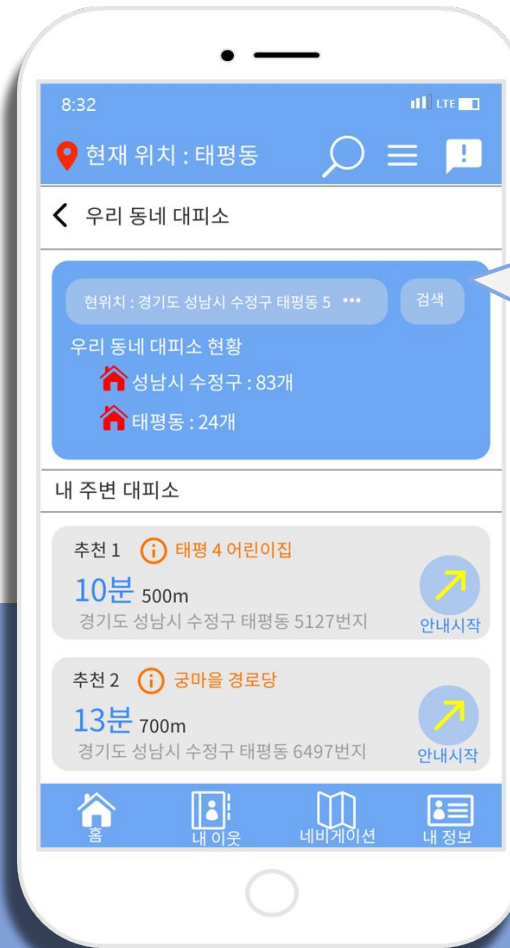 8:32 LTE
현재 위치 : 태평동
우리 동네 대피소
현위치 : 경기도 성남시 수정구 태평동 5 ••• 검색
우리 동네 대피소 현황
성남시 수정구 : 83개
태평동 : 24개
내 주변 대피소
추천 1 태평 4 어린이집
10분 500m
경기도 성남시 수정구 태평동 5127번지
안내시작
추천 2 궁마을 경로당
13분 700m
경기도 성남시 수정구 태평동 6497번지
안내시작
홈 내 이웃 네비게이션 내 정보